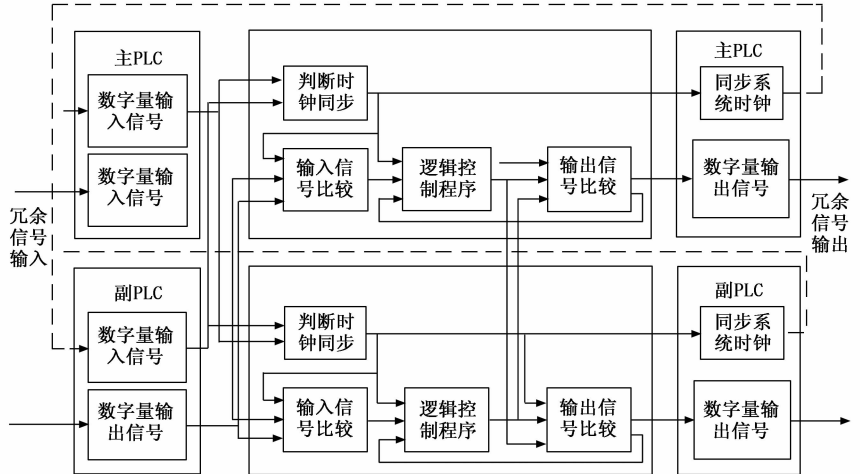 主PLC
数字量输
入信号
数字量输
入信号
判断时
钟同步
输入信
号比较
逻辑控
制程序
输出信
号比较
主PLC
同步系
统时钟
数字量输
出信号
冗余
信号
输入
冗余
信号
输出
副PLC
数字量输
入信号
数字量输
出信号
判断时
钟同步
输入信
号比较
逻辑控
制程序
输出信
号比较
副PLC
同步系
统时钟
数字量输
出信号